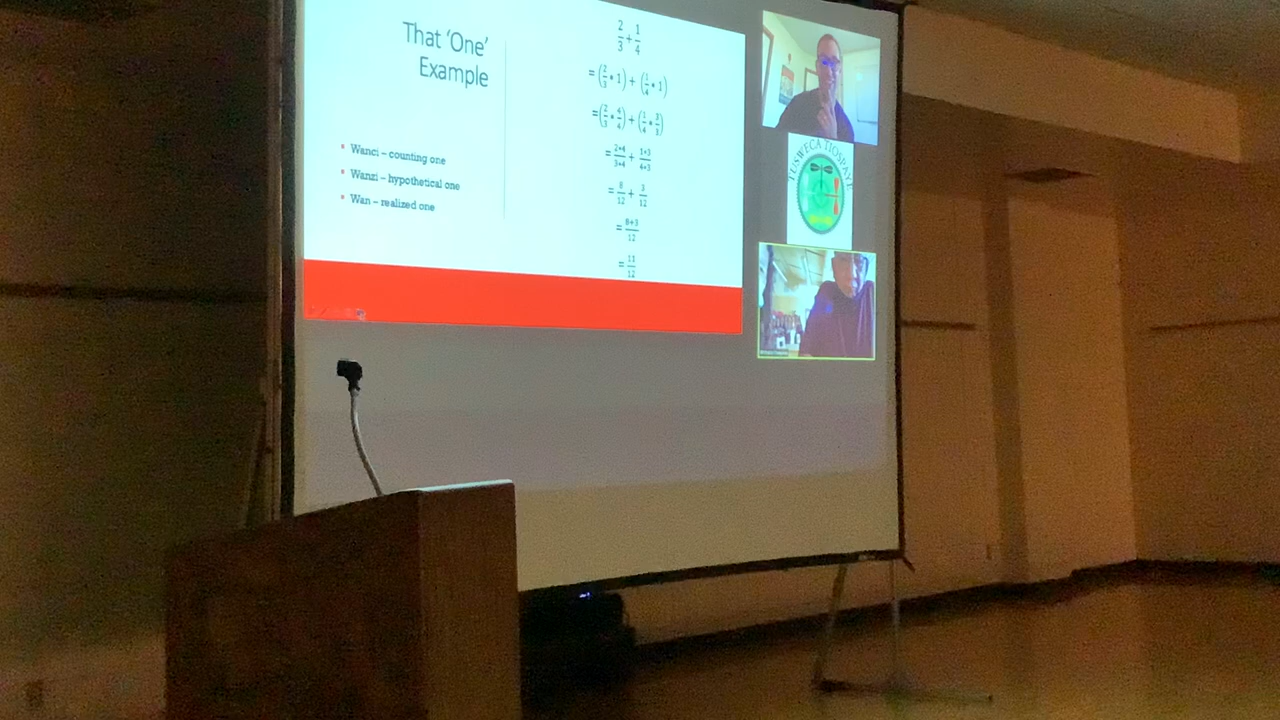 That ‘One’
Example
Wanci – counting one
Wanzi – hypothetical one
Wan – realized one
2/3 + 1/4
= (2/3 • 1) + (1/4 • 1)
= (2/3 • 4/4) + (1/4 • 3/3)
= 2•4/3•4 + 1•3/4•3
= 8/12 + 3/12
= 8+3/12
= 11/12
TUSWECA TIOSPAYE